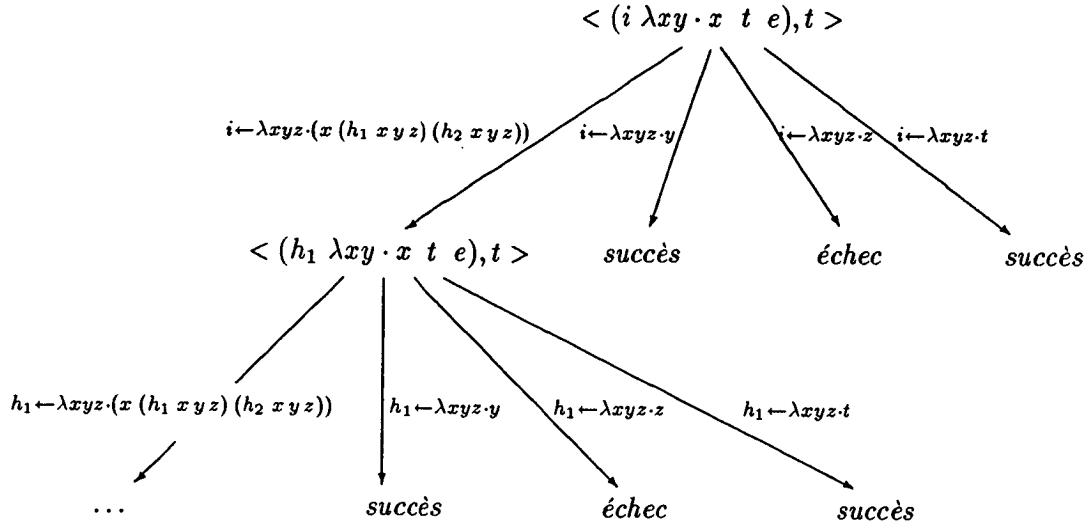 < (i λxy · x t e), t >
i←λxyz·(x (h₁ x y z) (h₂ x y z))
i←λxyz·y
i←λxyz·z
i←λxyz·t
< (h₁ λxy · x t e), t >
succès
échec
succès
h₁←λxyz·(x (h₁ x y z) (h₂ x y z))
h₁←λxyz·y
h₁←λxyz·z
h₁←λxyz·t
...
succès
échec
succès